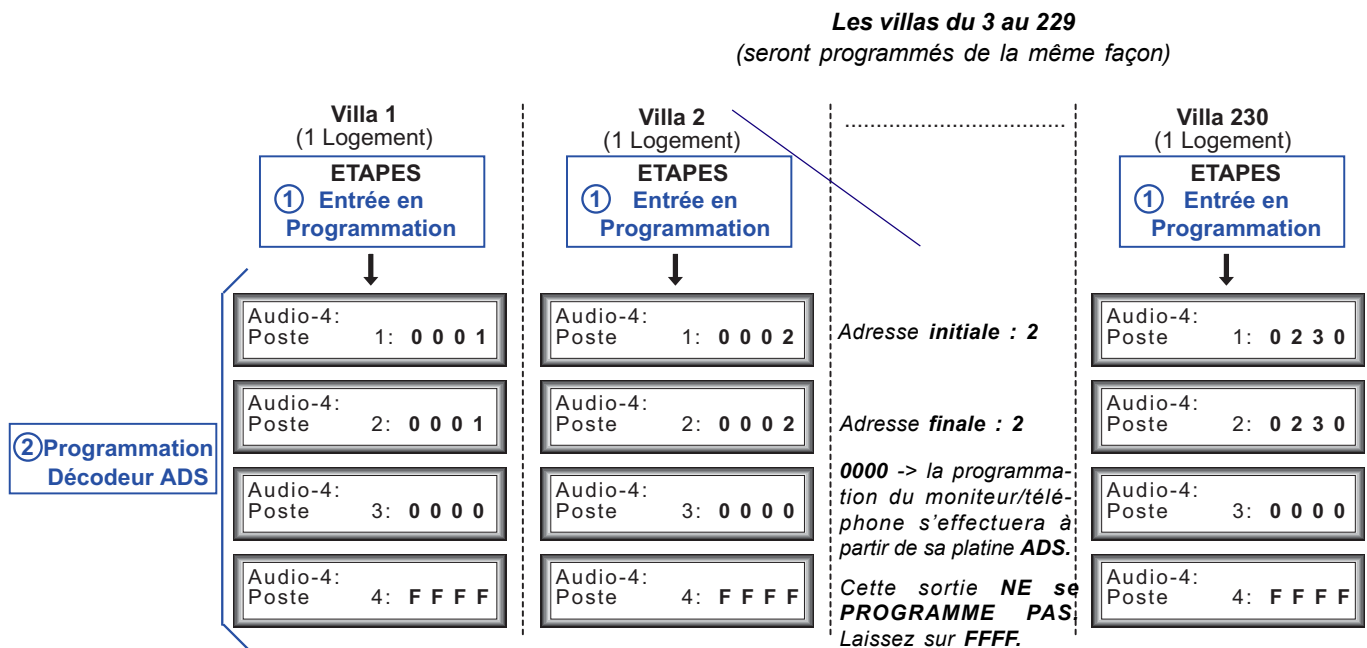 Les villas du 3 au 229
(seront programmés de la même façon)
Villa 1
(1 Logement)
ETAPES
1 Entrée en
Programmation
Villa 2
(1 Logement)
ETAPES
1 Entrée en
Programmation
...................................
Villa 230
(1 Logement)
ETAPES
1 Entrée en
Programmation
2 Programmation
Décodeur ADS
Audio-4:
Poste 1: 0 0 0 1
Audio-4:
Poste 2: 0 0 0 1
Audio-4:
Poste 3: 0 0 0 0
Audio-4:
Poste 4: F F F F
Audio-4:
Poste 1: 0 0 0 2
Audio-4:
Poste 2: 0 0 0 2
Audio-4:
Poste 3: 0 0 0 0
Audio-4:
Poste 4: F F F F
Adresse initiale : 2
Adresse finale : 2
0000 -> la programma-
tion du moniteur/télé-
phone s'effectuera à
partir de sa platine ADS.
Cette sortie NE se
PROGRAMME PAS.
Laissez sur FFFF.
Audio-4:
Poste 1: 0 2 3 0
Audio-4:
Poste 2: 0 2 3 0
Audio-4:
Poste 3: 0 0 0 0
Audio-4:
Poste 4: F F F F